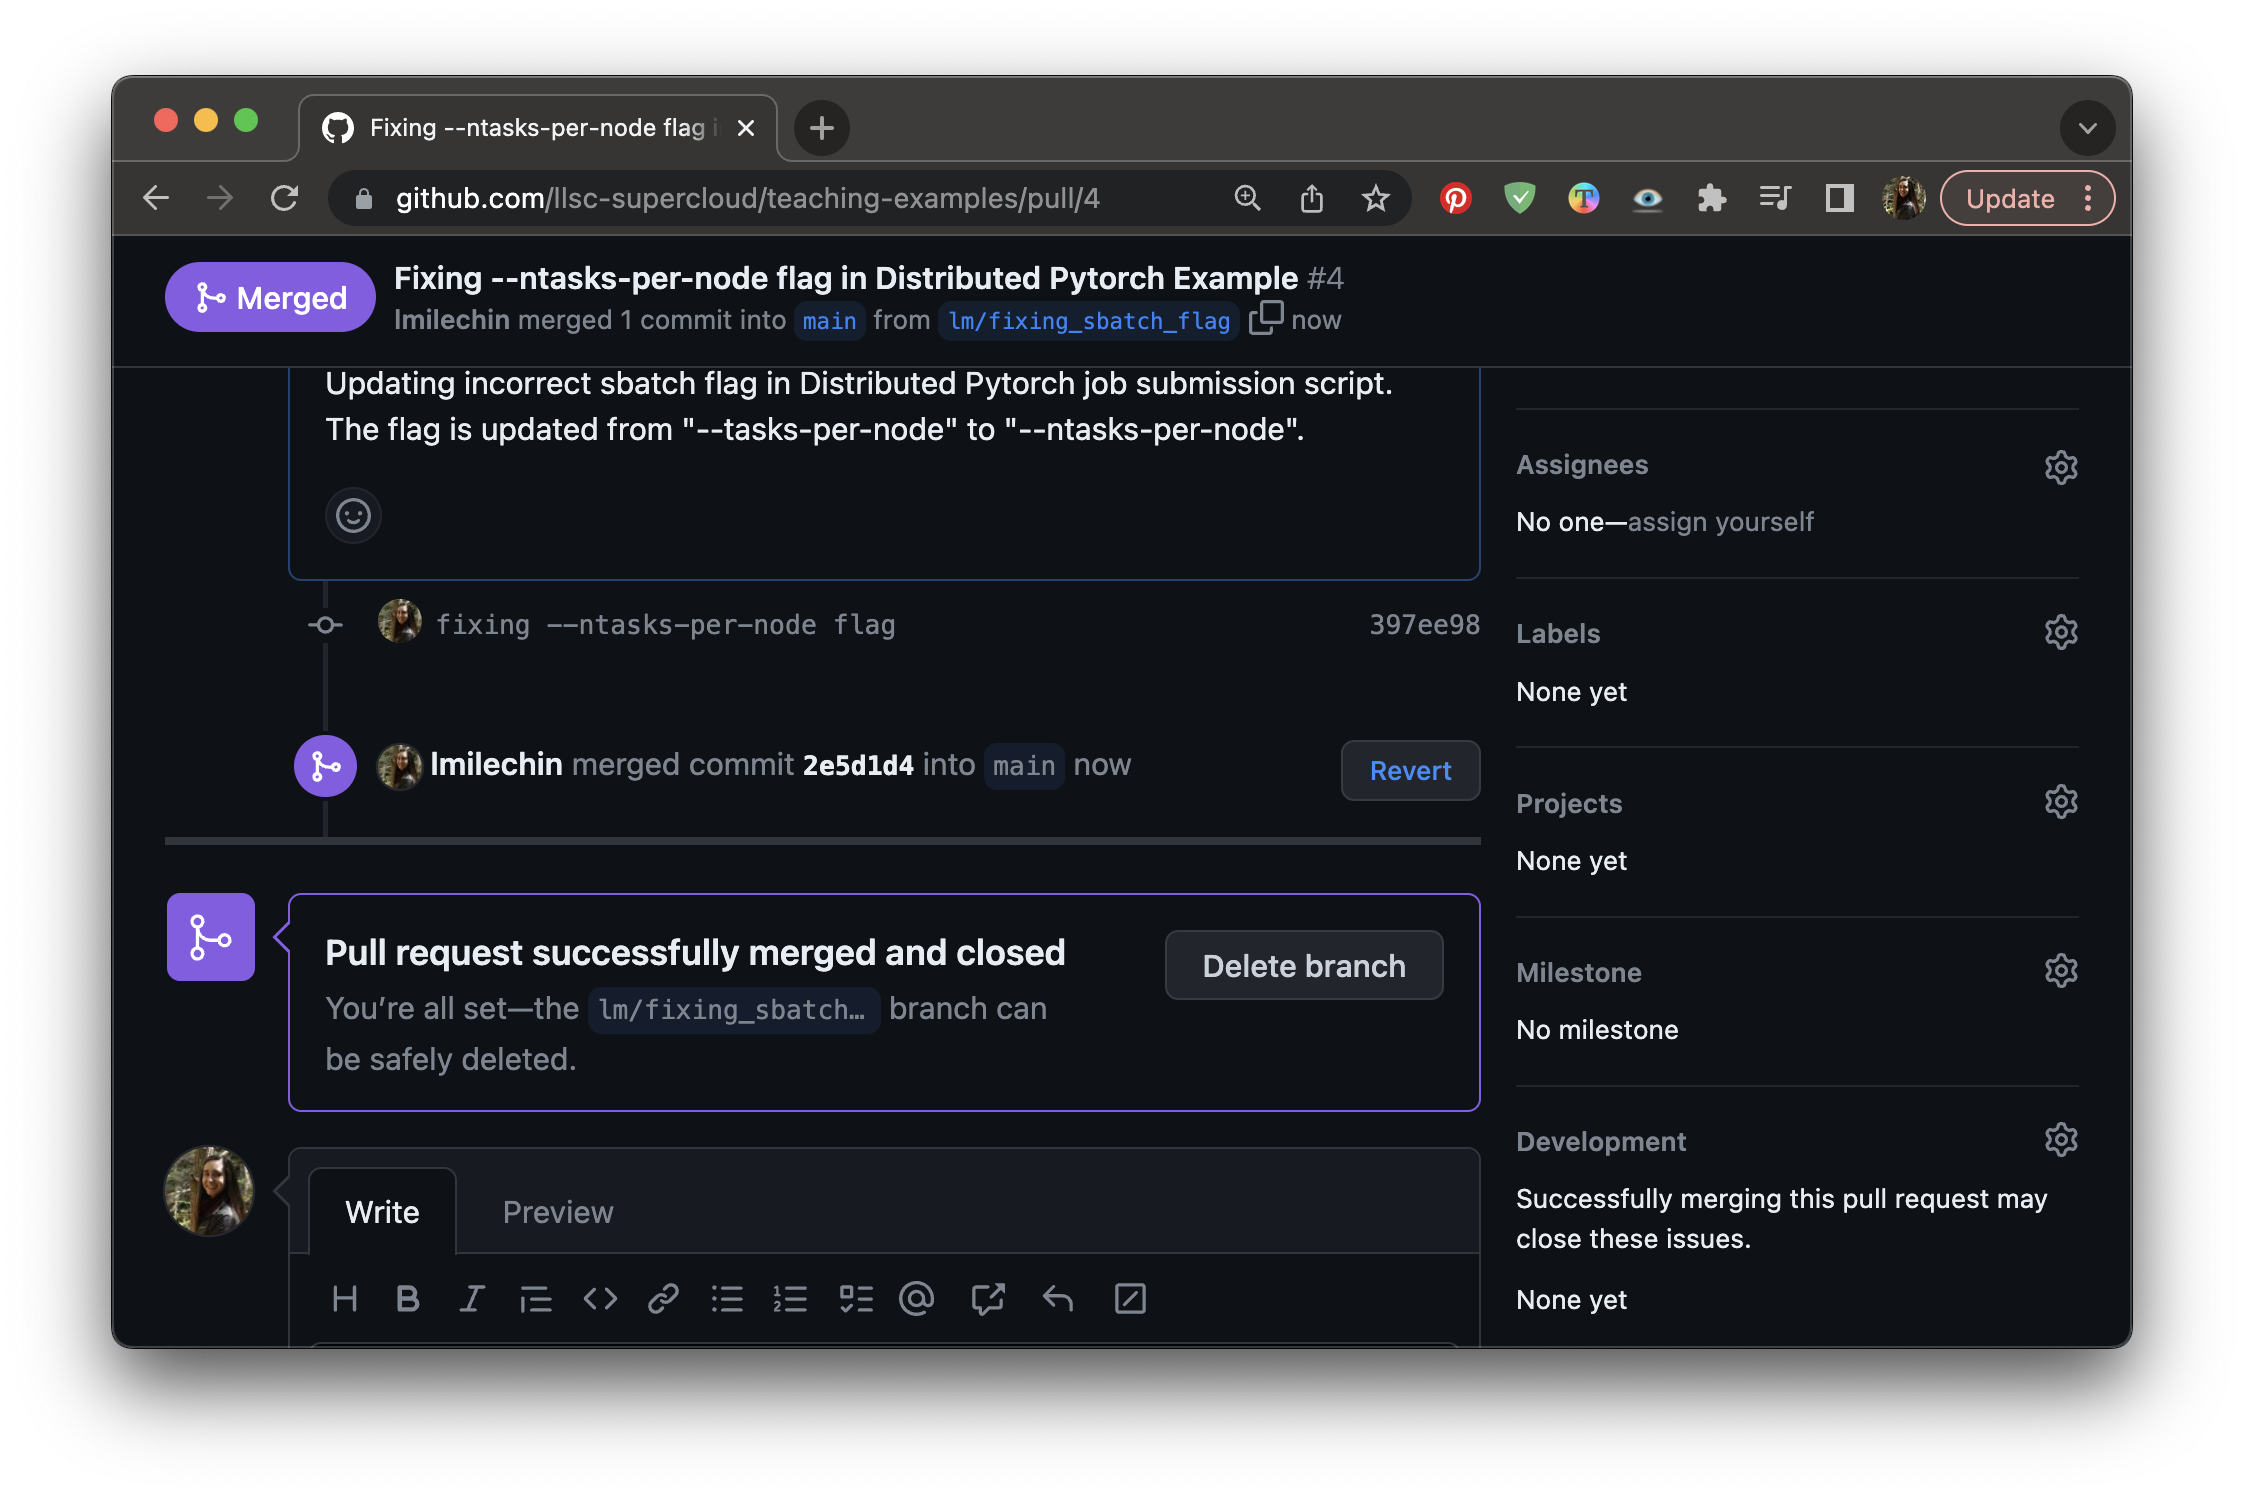 Fixing --ntasks-per-node flag i
github.com/llsc-supercloud/teaching-examples/pull/4
Update
Merged
Fixing --ntasks-per-node flag in Distributed Pytorch Example #4
lmilechin merged 1 commit into main from lm/fixing_sbatch_flag now
Updating incorrect sbatch flag in Distributed Pytorch job submission script.
The flag is updated from "--tasks-per-node" to "--ntasks-per-node".
fixing --ntasks-per-node flag 397ee98
lmilechin merged commit 2e5d1d4 into main now
Revert
Pull request successfully merged and closed
You’re all set—the lm/fixing_sbatch… branch can
be safely deleted.
Delete branch
Write Preview
Assignees
No one—assign yourself
Labels
None yet
Projects
None yet
Milestone
No milestone
Development
Successfully merging this pull request may
close these issues.
None yet